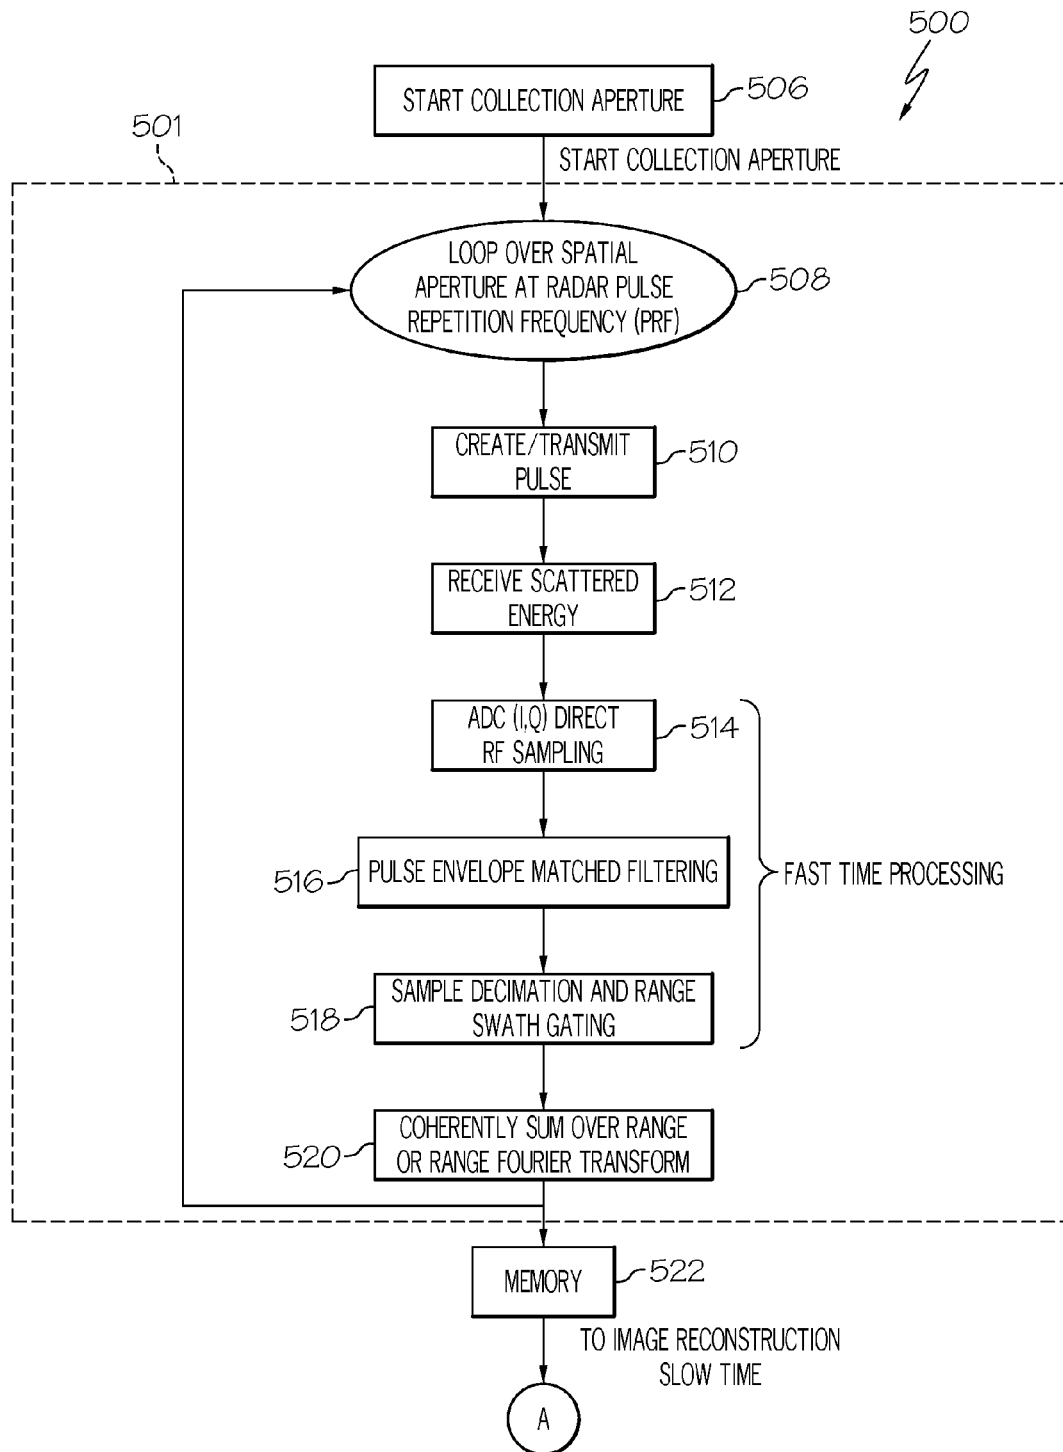 500
START COLLECTION APERTURE
506
501
START COLLECTION APERTURE
LOOP OVER SPATIAL
APERTURE AT RADAR PULSE
REPETITION FREQUENCY (PRF)
508
CREATE/TRANSMIT
PULSE
510
RECEIVE SCATTERED
ENERGY
512
ADC (I,Q) DIRECT
RF SAMPLING
514
516
PULSE ENVELOPE MATCHED FILTERING
FAST TIME PROCESSING
518
SAMPLE DECIMATION AND RANGE
SWATH GATING
520
COHERENTLY SUM OVER RANGE
OR RANGE FOURIER TRANSFORM
MEMORY
522
TO IMAGE RECONSTRUCTION
SLOW TIME
A